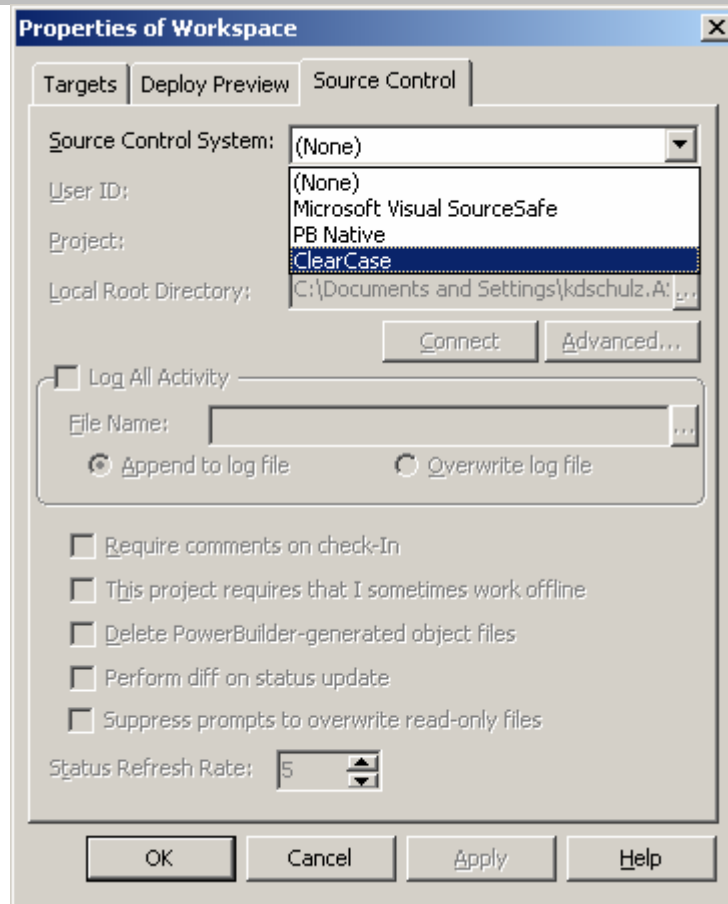 Properties of Workspace
Targets Deploy Preview Source Control
Source Control System: (None)
(None)
User ID:
Microsoft Visual SourceSafe
Project: PB Native
ClearCase
Local Root Directory: C:\Documents and Settings\kdschulz.A: ...
Connect Advanced...
Log All Activity
File Name: ...
Append to log file Overwrite log file
Require comments on check-In
This project requires that I sometimes work offline
Delete PowerBuilder-generated object files
Perform diff on status update
Suppress prompts to overwrite read-only files
Status Refresh Rate: 5
OK Cancel Apply Help